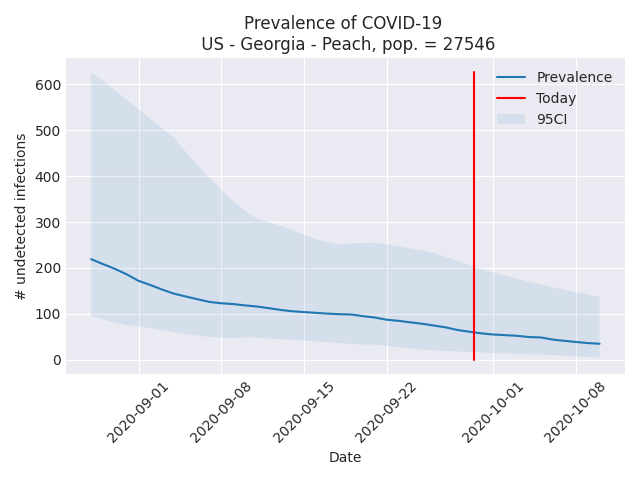 Prevalence of COVID-19
US - Georgia - Peach, pop. = 27546
# undetected infections
600
500
400
300
200
100
0
Prevalence
Today
95CI
2020-09-01
2020-09-08
2020-09-15
2020-09-22
2020-10-01
2020-10-08
Date